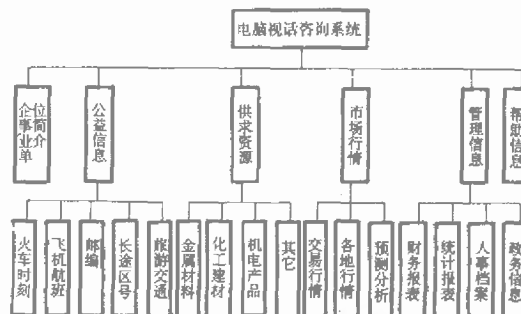 电脑视话咨询系统
企事业单
位简介
公益信息
供求资源
市场行情
管理信息
帮助信息
火车时刻
飞机航班
邮编
长途区号
旅游交通
金属材料
化工建材
机电产品
其它
交易行情
各地行情
预测分析
财务报表
统计报表
人事档案
政务信息